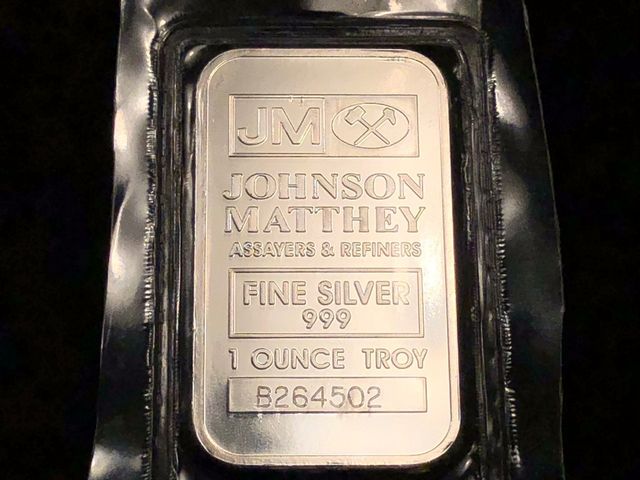 JM
JOHNSON
MATTHEY
ASSAYERS & REFINERS
FINE SILVER
999
1 OUNCE TROY
B264502